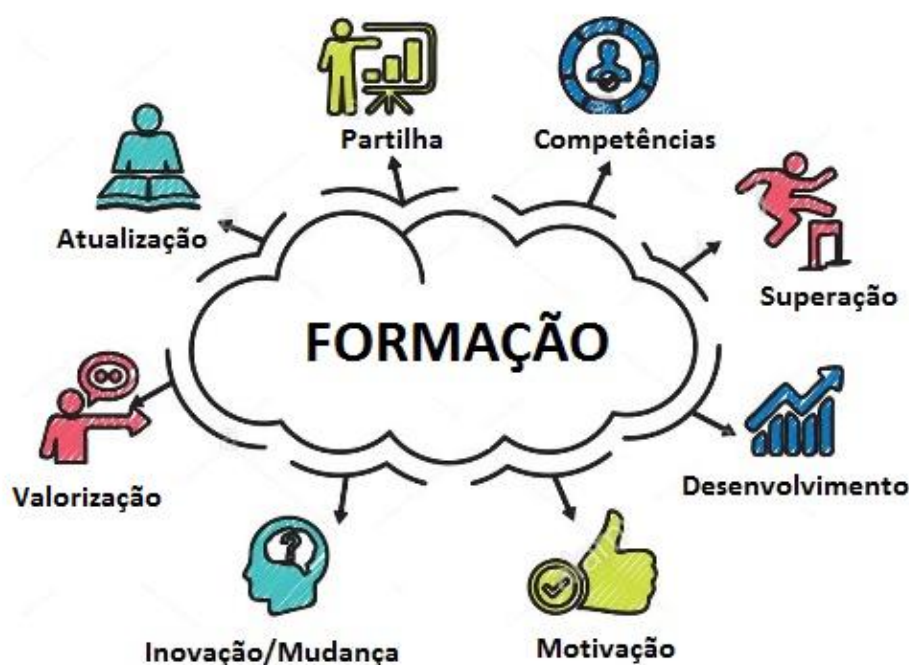 Partilha
Competências
Atualização
Superação
FORMAÇÃO
Valorização
Desenvolvimento
Inovação/Mudança
Motivação